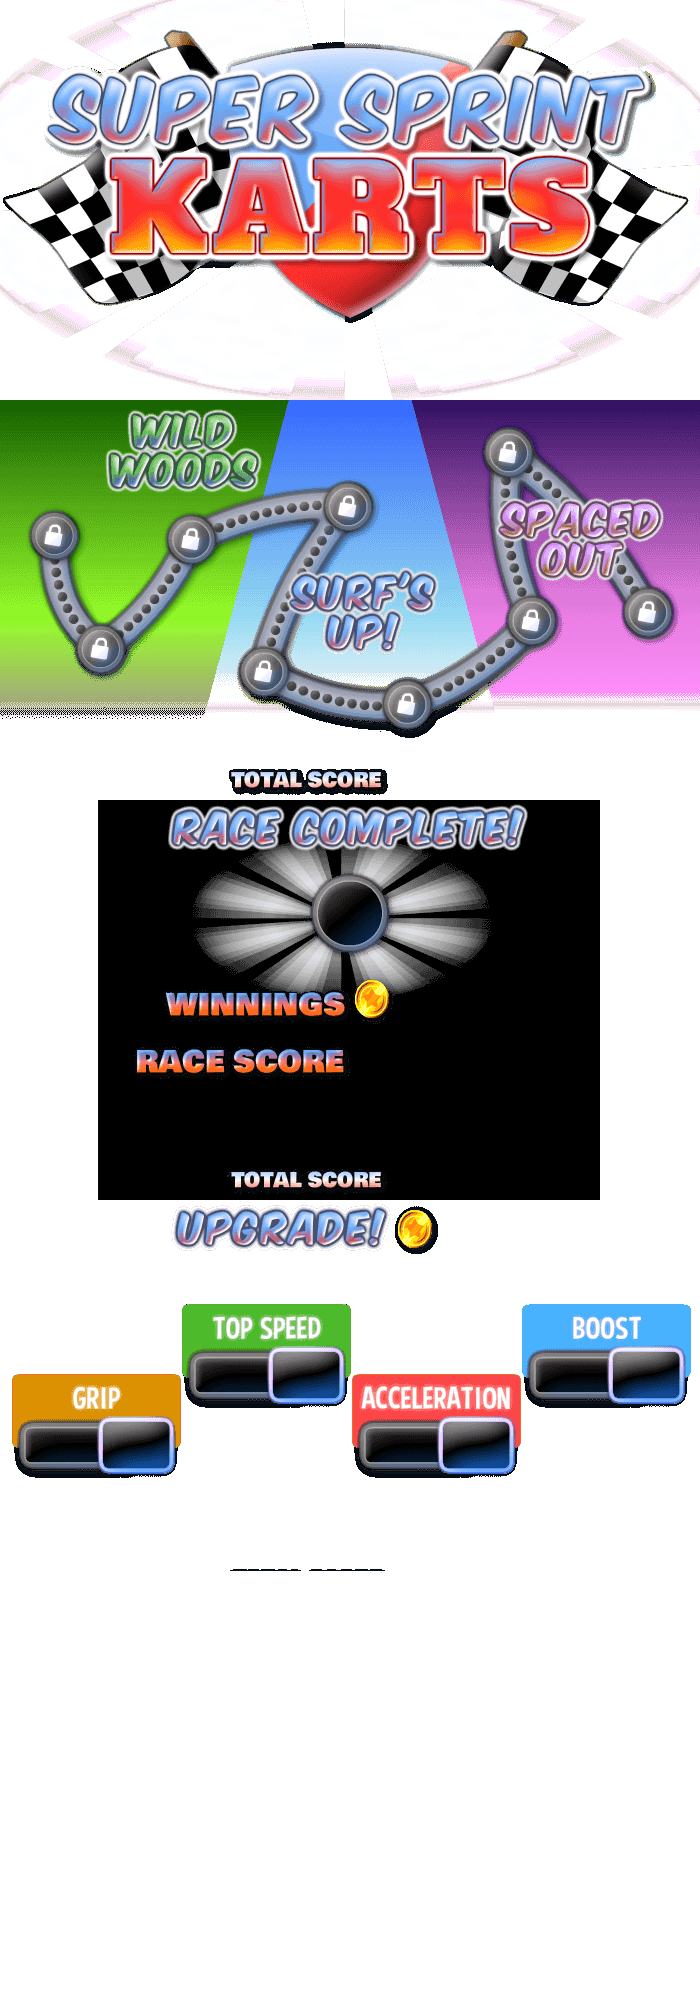 SUPER SPRINT
KARTS
WILD
WOODS
SPACED
OUT
SURF'S
UP!
TOTAL SCORE
RACE COMPLETE!
WINNINGS
RACE SCORE
TOTAL SCORE
UPGRADE!
TOP SPEED
BOOST
GRIP
ACCELERATION